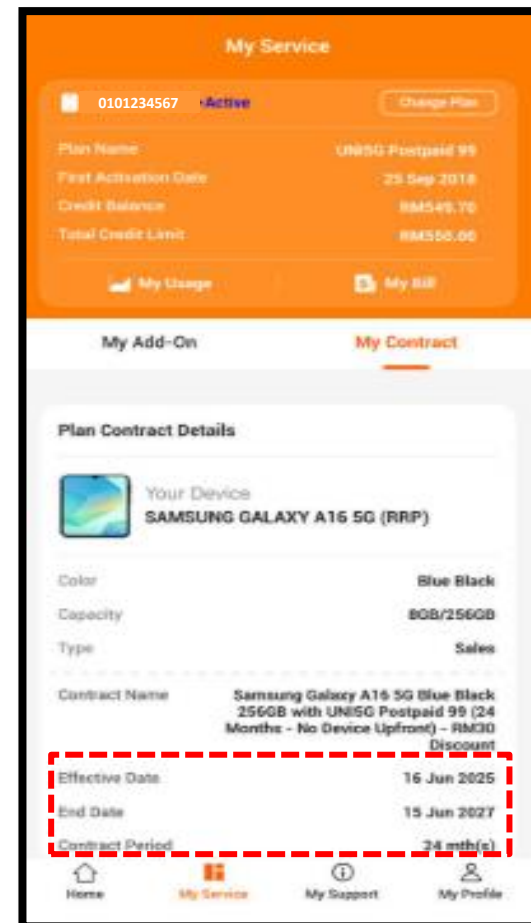 My Service
0101234567 •Active
Change Plan
Plan Name UNI5G Postpaid 99
First Activation Date 25 Sep 2018
Credit Balance RM549.70
Total Credit Limit
My Usage My Bill
My Add-On My Contract
Plan Contract Details
Your Device
SAMSUNG GALAXY A16 5G (RRP)
Color Blue Black
Capacity 8GB/256GB
Type Sales
Contract Name Samsung Galaxy A16 5G Blue Black
256GB with UNI5G Postpaid 99 (24
Months - No Device Upfront) - RM30
Discount
Effective Date 16 Jun 2025
End Date 15 Jun 2027
Contract Period 24 mth(s)
Home My Service My Support My Profile